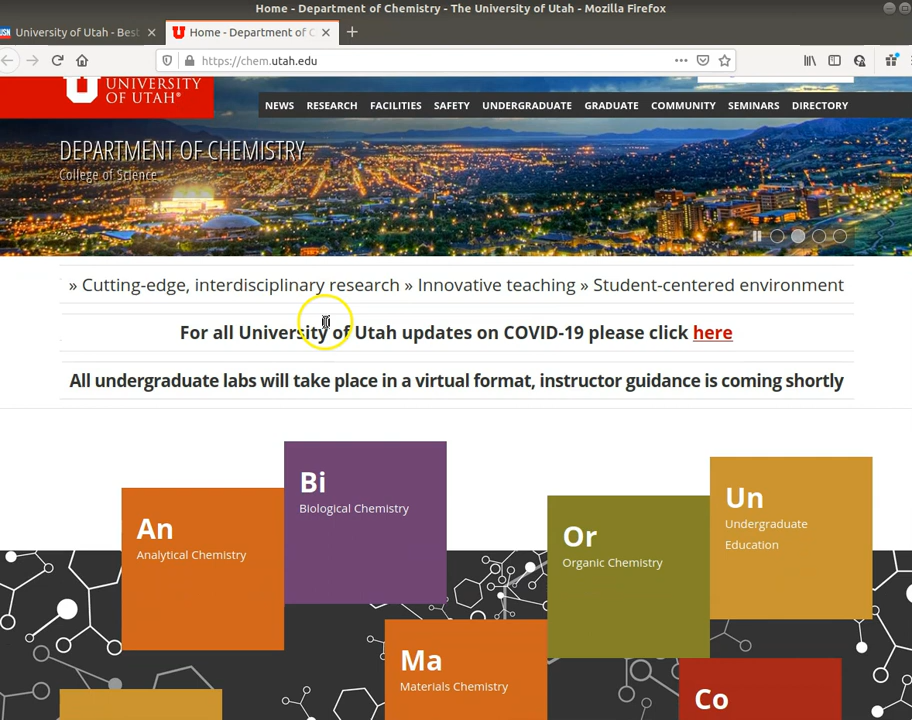 Home - Department of Chemistry - The University of Utah - Mozilla Firefox
University of Utah - Bes
Home - Department of C
https://chem.utah.edu
UNIVERSITY
OF UTAH®
NEWS RESEARCH FACILITIES SAFETY UNDERGRADUATE GRADUATE COMMUNITY SEMINARS DIRECTORY
DEPARTMENT OF CHEMISTRY
College of Science
» Cutting-edge, interdisciplinary research » Innovative teaching » Student-centered environment
For all University of Utah updates on COVID-19 please click here
All undergraduate labs will take place in a virtual format, instructor guidance is coming shortly
An
Analytical Chemistry
Bi
Biological Chemistry
Or
Organic Chemistry
Un
Undergraduate
Education
Ma
Materials Chemistry
Co